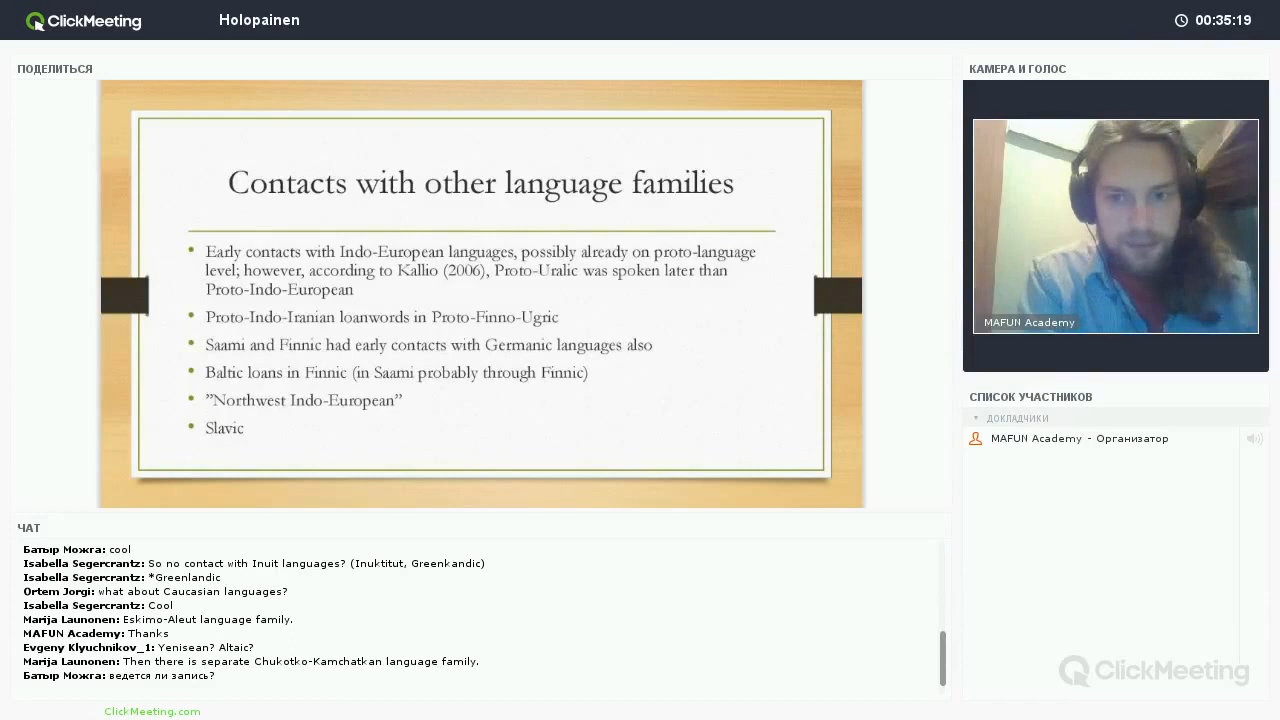 ClickMeeting
Holopainen
00:35:19
ПОДЕЛИТЬСЯ
Contacts with other language families
• Early contacts with Indo-European languages, possibly already on proto-language
level; however, according to Kallio (2006), Proto-Uralic was spoken later than
Proto-Indo-European
• Proto-Indo-Iranian loanwords in Proto-Finno-Ugric
• Saami and Finnic had early contacts with Germanic languages also
• Baltic loans in Finnic (in Saami probably through Finnic)
• ”Northwest Indo-European”
• Slavic
КАМЕРА И ГОЛОС
MAFUN Academy
СПИСОК УЧАСТНИКОВ
ДОКЛАДЧИКИ
MAFUN Academy - Организатор
ЧАТ
Батыр Можга: cool
Isabella Segercrantz: So no contact with Inuit languages? (Inuktitut, Greenkandic)
Isabella Segercrantz: *Greenlandic
Ortem Jorgi: what about Caucasian languages?
Isabella Segercrantz: Cool
Marija Launonen: Eskimo-Aleut language family.
MAFUN Academy: Thanks
Evgeny Klyuchnikov_1: Yenisean? Altaic?
Marija Launonen: Then there is separate Chukotko-Kamchatkan language family.
Батыр Можга: ведется ли запись?
ClickMeeting
ClickMeeting.com